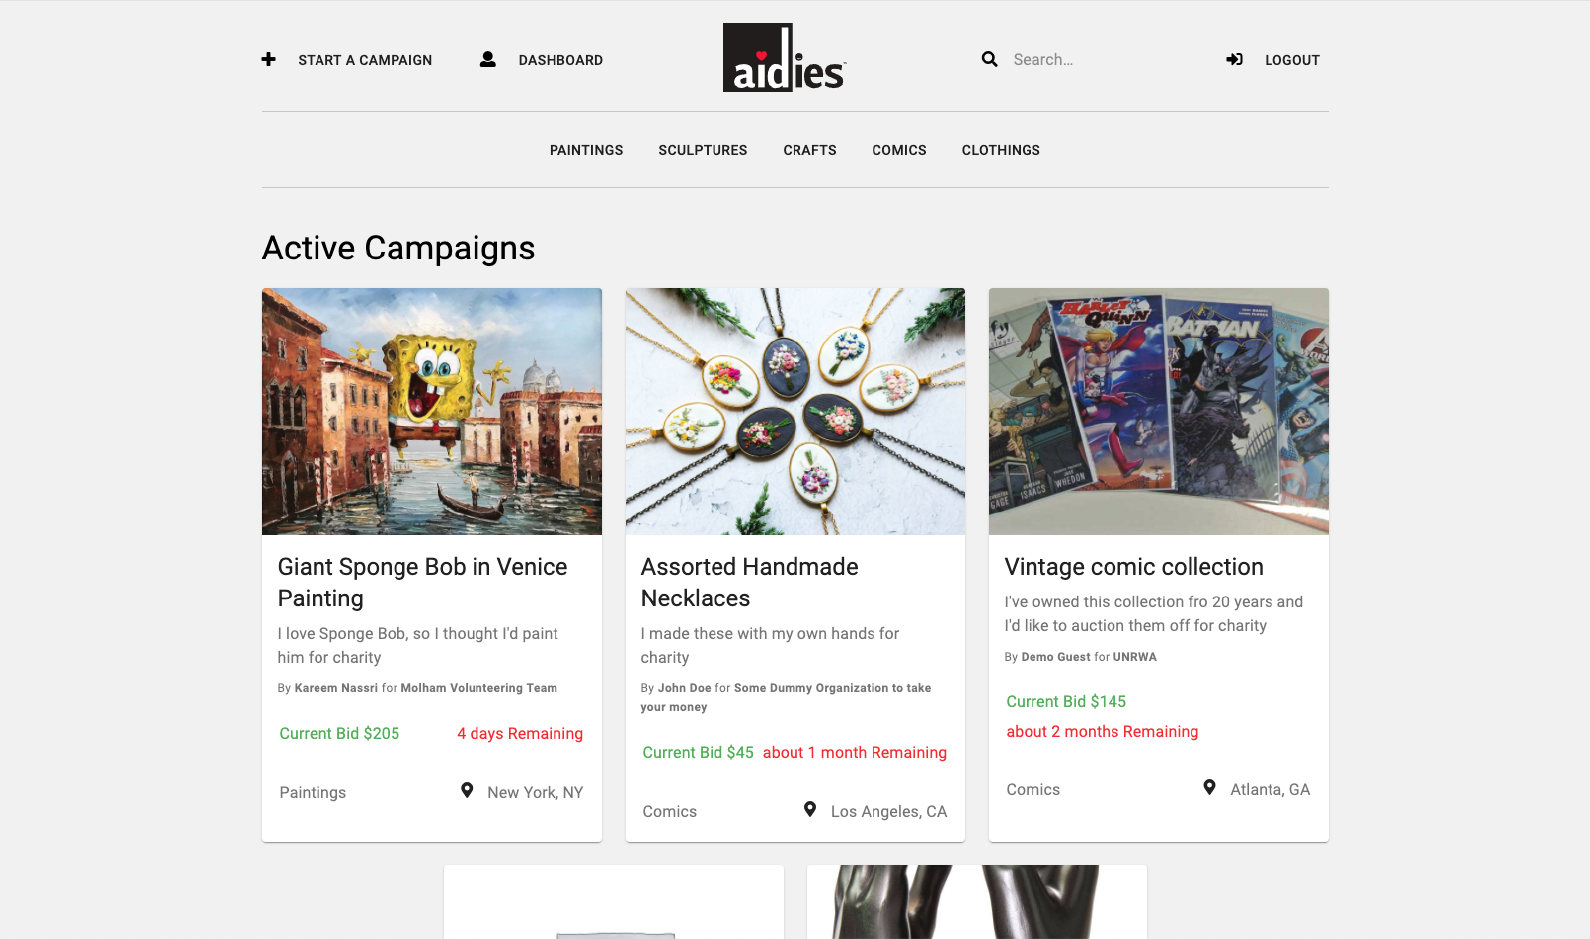 START A CAMPAIGN
DASHBOARD
aidies
Search...
LOGOUT
PAINTINGS
SCULPTURES
CRAFTS
COMICS
CLOTHINGS
Active Campaigns
HARLEY
QUINN
BATMAN
ISAACS
WHEDON
Giant Sponge Bob in Venice
Painting
I love Sponge Bob, so I thought I'd paint
him for charity
By Kareem Nassri for Molham Volunteering Team
Current Bid $205
4 days Remaining
Paintings
New York, NY
Assorted Handmade
Necklaces
I made these with my own hands for
charity
By John Doe for Some Dummy Organization to take
your money
Current Bid $45
about 1 month Remaining
Comics
Los Angeles, CA
Vintage comic collection
I've owned this collection fro 20 years and
I'd like to auction them off for charity
By Demo Guest for UNRWA
Current Bid $145
about 2 months Remaining
Comics
Atlanta, GA